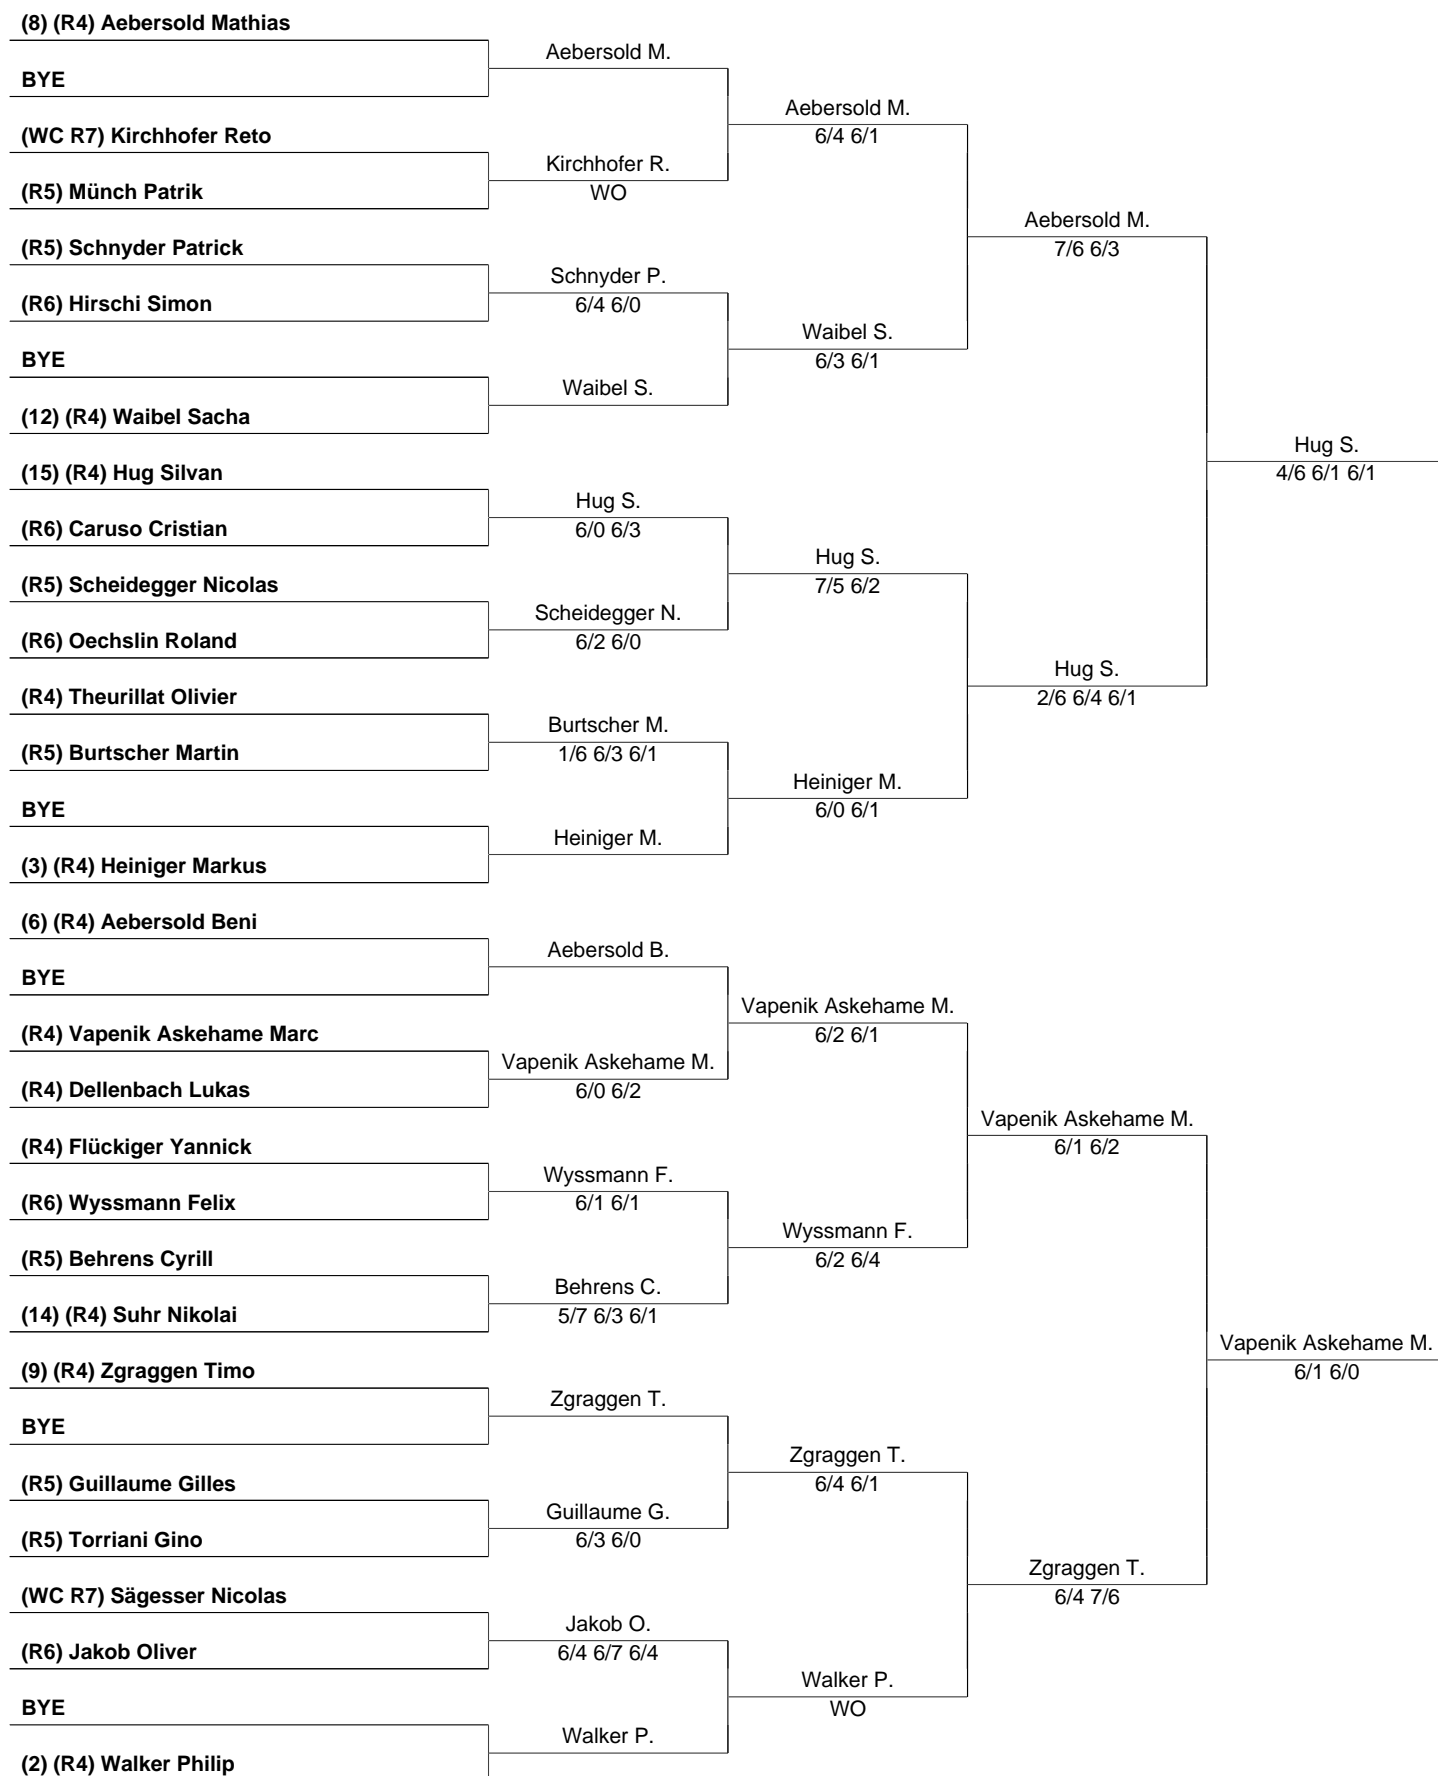 (8) (R4) Aebersold Mathias
BYE
(WC R7) Kirchhofer Reto
(R5) Münch Patrik
(R5) Schnyder Patrick
(R6) Hirschi Simon
BYE
(12) (R4) Waibel Sacha
(15) (R4) Hug Silvan
(R6) Caruso Cristian
(R5) Scheidegger Nicolas
(R6) Oechslin Roland
(R4) Theurillat Olivier
(R5) Burtscher Martin
BYE
(3) (R4) Heiniger Markus
(6) (R4) Aebersold Beni
BYE
(R4) Vapenik Askehame Marc
(R4) Dellenbach Lukas
(R4) Flückiger Yannick
(R6) Wyssmann Felix
(R5) Behrens Cyrill
(14) (R4) Suhr Nikolai
(9) (R4) Zgraggen Timo
BYE
(R5) Guillaume Gilles
(R5) Torriani Gino
(WC R7) Sägesser Nicolas
(R6) Jakob Oliver
BYE
(2) (R4) Walker Philip
Aebersold M.
Kirchhofer R.
WO
Schnyder P.
6/4 6/0
Waibel S.
Hug S.
6/0 6/3
Scheidegger N.
6/2 6/0
Burtscher M.
1/6 6/3 6/1
Heiniger M.
Aebersold B.
Vapenik Askehame M.
6/0 6/2
Wyssmann F.
6/1 6/1
Behrens C.
5/7 6/3 6/1
Zgraggen T.
Guillaume G.
6/3 6/0
Jakob O.
6/4 6/7 6/4
Walker P.
Aebersold M.
6/4 6/1
Waibel S.
6/3 6/1
Hug S.
7/5 6/2
Heiniger M.
6/0 6/1
Vapenik Askehame M.
6/2 6/1
Wyssmann F.
6/2 6/4
Zgraggen T.
6/4 6/1
Walker P.
WO
Aebersold M.
7/6 6/3
Hug S.
2/6 6/4 6/1
Vapenik Askehame M.
6/1 6/2
Zgraggen T.
6/4 7/6
Hug S.
4/6 6/1 6/1
Vapenik Askehame M.
6/1 6/0